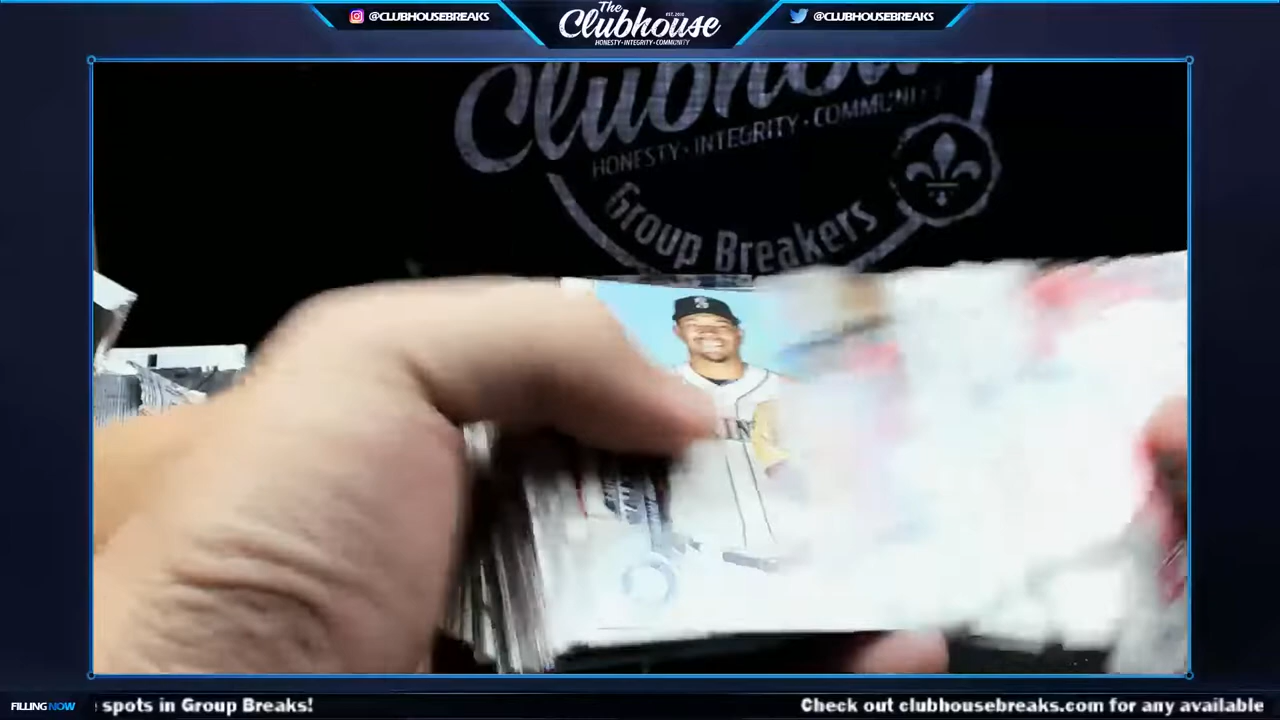 @CLUBHOUSEBREAKS
The
Clubhouse
EST. 2018
HONESTY•INTEGRITY•COMMUNITY
@CLUBHOUSEBREAKS
HONESTY•INTEGRITY•COMMUNITY
Group Breakers
FILLING NOW
spots in Group Breaks!
Check out clubhousebreaks.com for any available